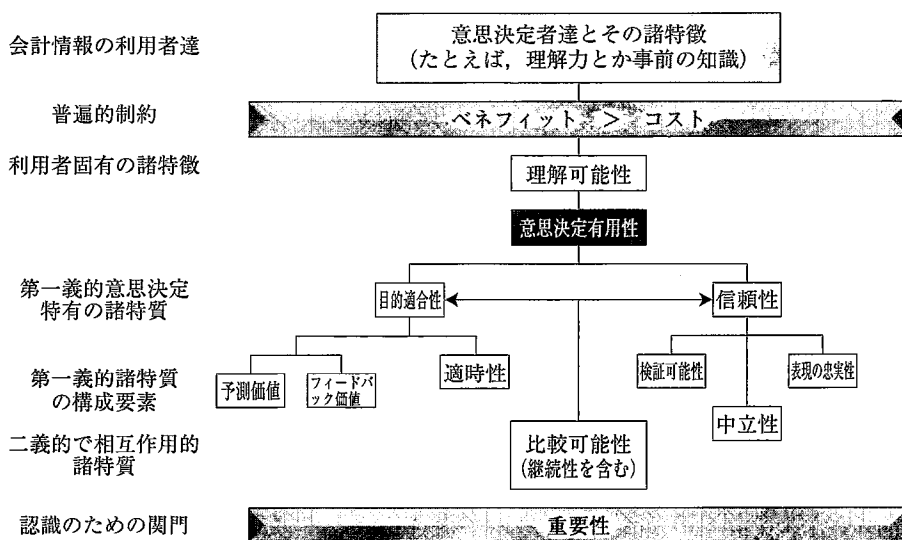 会計情報の利用者達
意思決定者達とその諸特徴
(たとえば,理解力とか事前の知識)
普遍的制約
ベネフィット > コスト
利用者固有の諸特徴
理解可能性
意思決定有用性
第一義的意思決定
特有の諸特質
目的適合性
信頼性
第一義的諸特質
の構成要素
予測価値
フィードバ
ック価値
適時性
検証可能性
表現の忠実性
中立性
二義的で相互作用的
諸特質
比較可能性
(継続性を含む)
認識のための関門
重要性